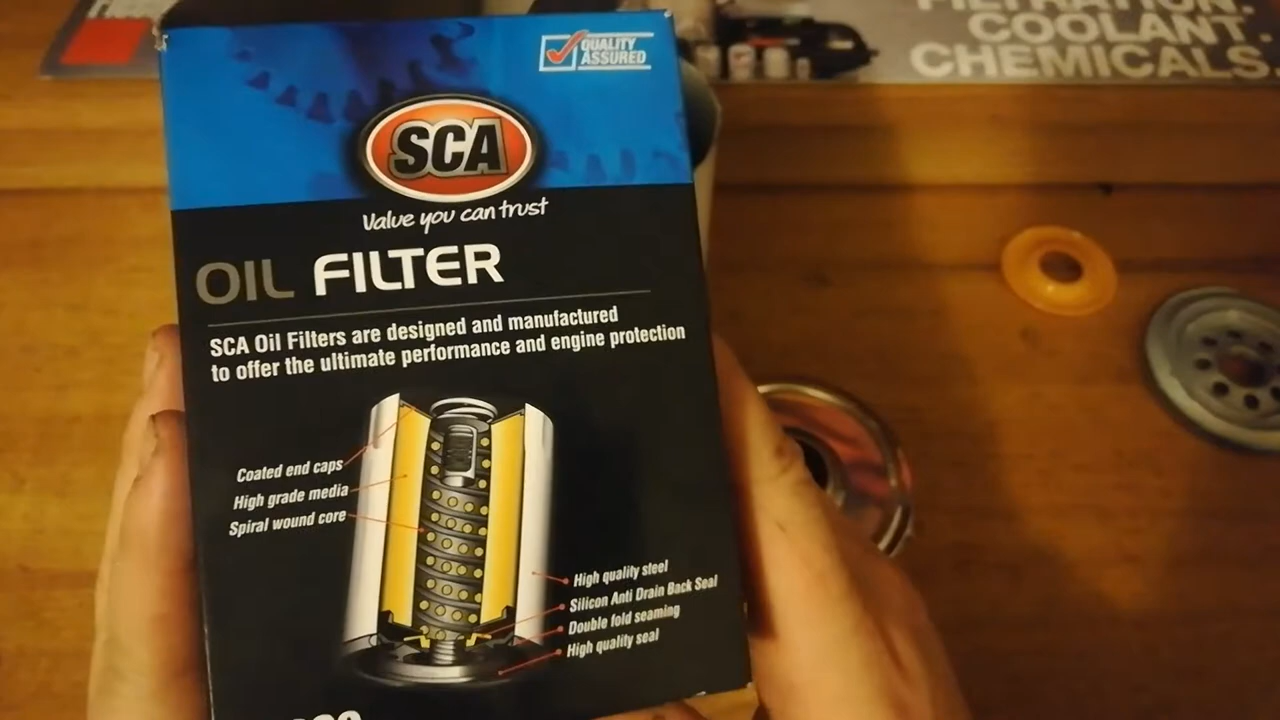 FILTRATION.
COOLANT.
CHEMICALS.
QUALITY
ASSURED
SCA
Value you can trust
OIL FILTER
SCA Oil Filters are designed and manufactured
to offer the ultimate performance and engine protection
Coated end caps
High grade media
Spiral wound core
High quality steel
Silicon Anti Drain Back Seal
Double fold seaming
High quality seal